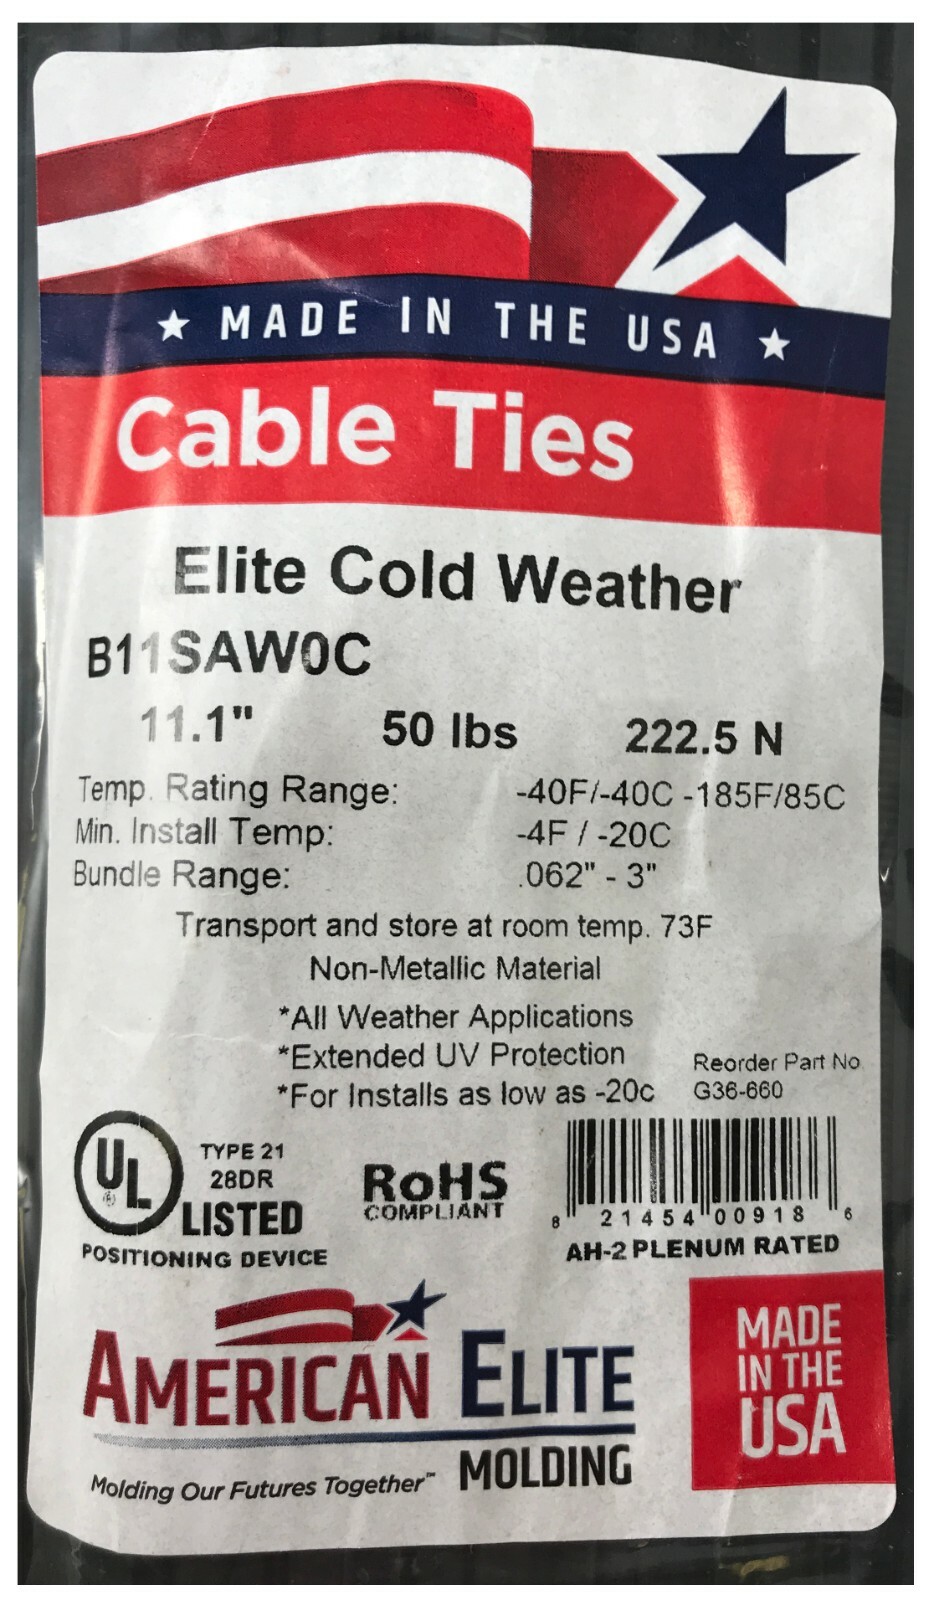 MADE IN THE USA
Cable Ties
Elite Cold Weather
B11SAW0C
11.1" 50 lbs 222.5 N
Temp. Rating Range: -40F/-40C -185F/85C
Min. Install Temp: -4F / -20C
Bundle Range: .062" - 3"
Transport and store at room temp. 73F
Non-Metallic Material
*All Weather Applications
*Extended UV Protection
*For Installs as low as -20c
Reorder Part No.
G36-660
UL
®
TYPE 21
28DR
LISTED
POSITIONING DEVICE
RoHS
COMPLIANT
8 21454 00918 6
AH-2 PLENUM RATED
AMERICAN ELITE
MOLDING
Molding Our Futures Together™
MADE
IN THE
USA